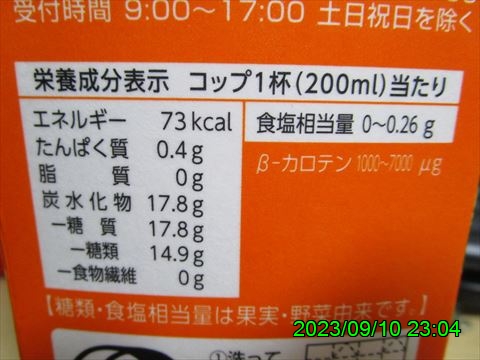 受付時間 9:00~17:00 土日祝日を除く
栄養成分表示 コップ1杯(200ml)当たり
エネルギー 73kcal
たんぱく質 0.4g
脂質 0g
炭水化物 17.8g
-糖質 17.8g
-糖類 14.9g
-食物繊維 0g
食塩相当量 0~0.26g
β-カロテン 1000~7000 μg
【糖類・食塩相当量は果実・野菜由来です。】
①洗って
2023/09/10 23:04